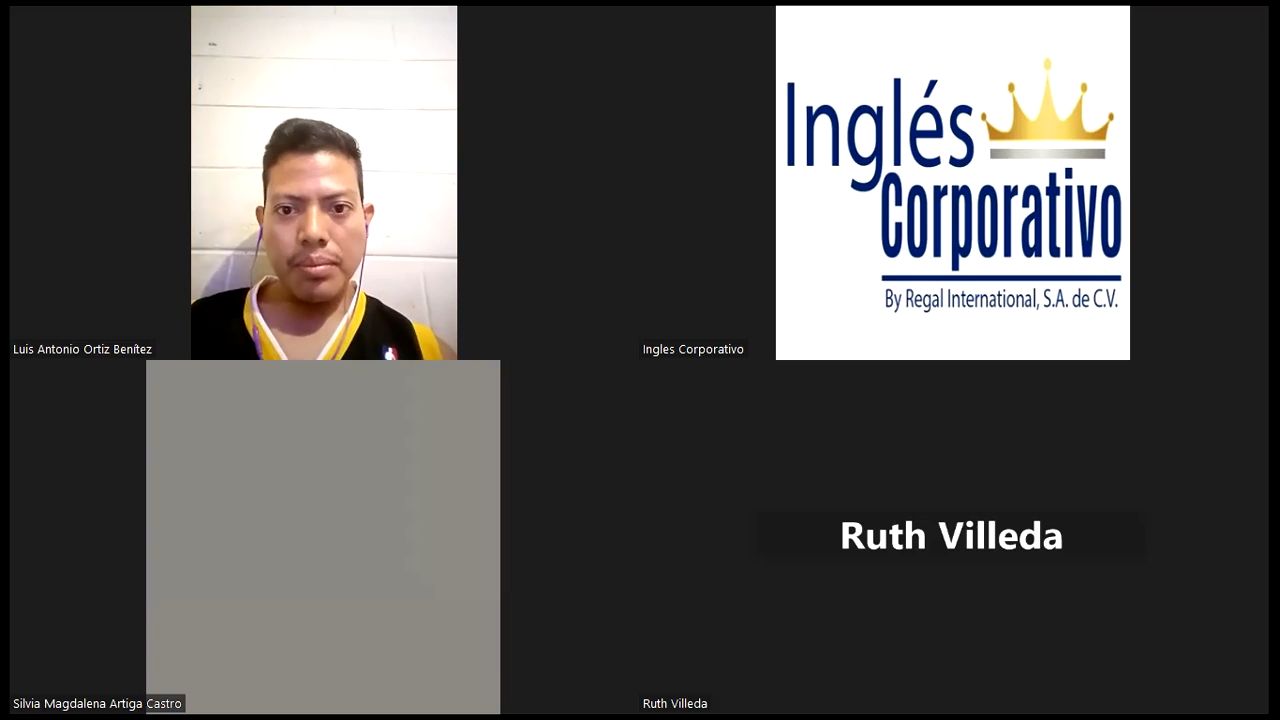 Inglés
Corporativo
By Regal International, S.A. de C.V.
Luis Antonio Ortiz Benítez
Ingles Corporativo
Ruth Villeda
Silvia Magdalena Artiga Castro
Ruth Villeda